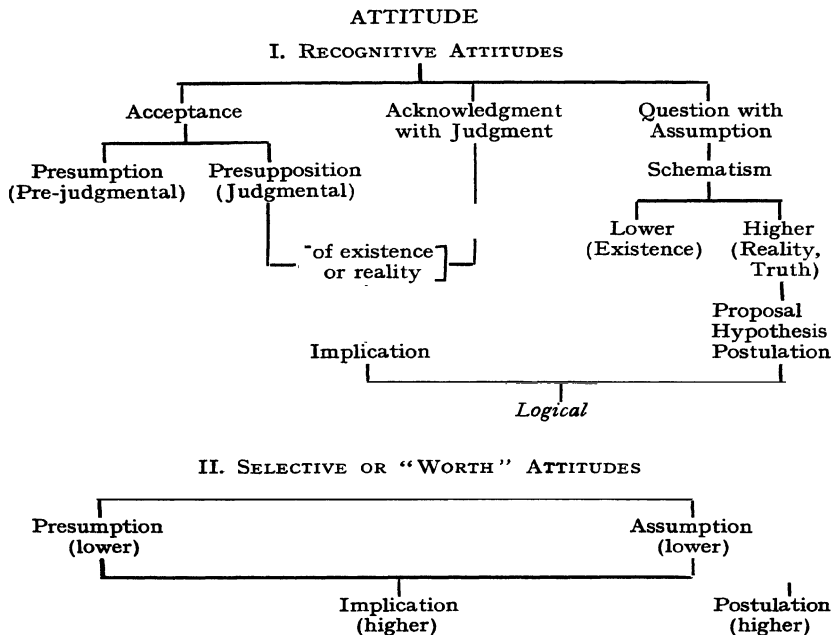 ATTITUDE
I. RECOGNITIVE ATTITUDES
Acceptance
Acknowledgment
with Judgment
Question with
Assumption
Presumption
(Pre-judgmental)
Presupposition
(Judgmental)
Schematism
of existence
or reality
Lower
(Existence)
Higher
(Reality,
Truth)
Proposal
Hypothesis
Postulation
Implication
Logical
II. SELECTIVE OR "WORTH" ATTITUDES
Presumption
(lower)
Assumption
(lower)
Implication
(higher)
Postulation
(higher)